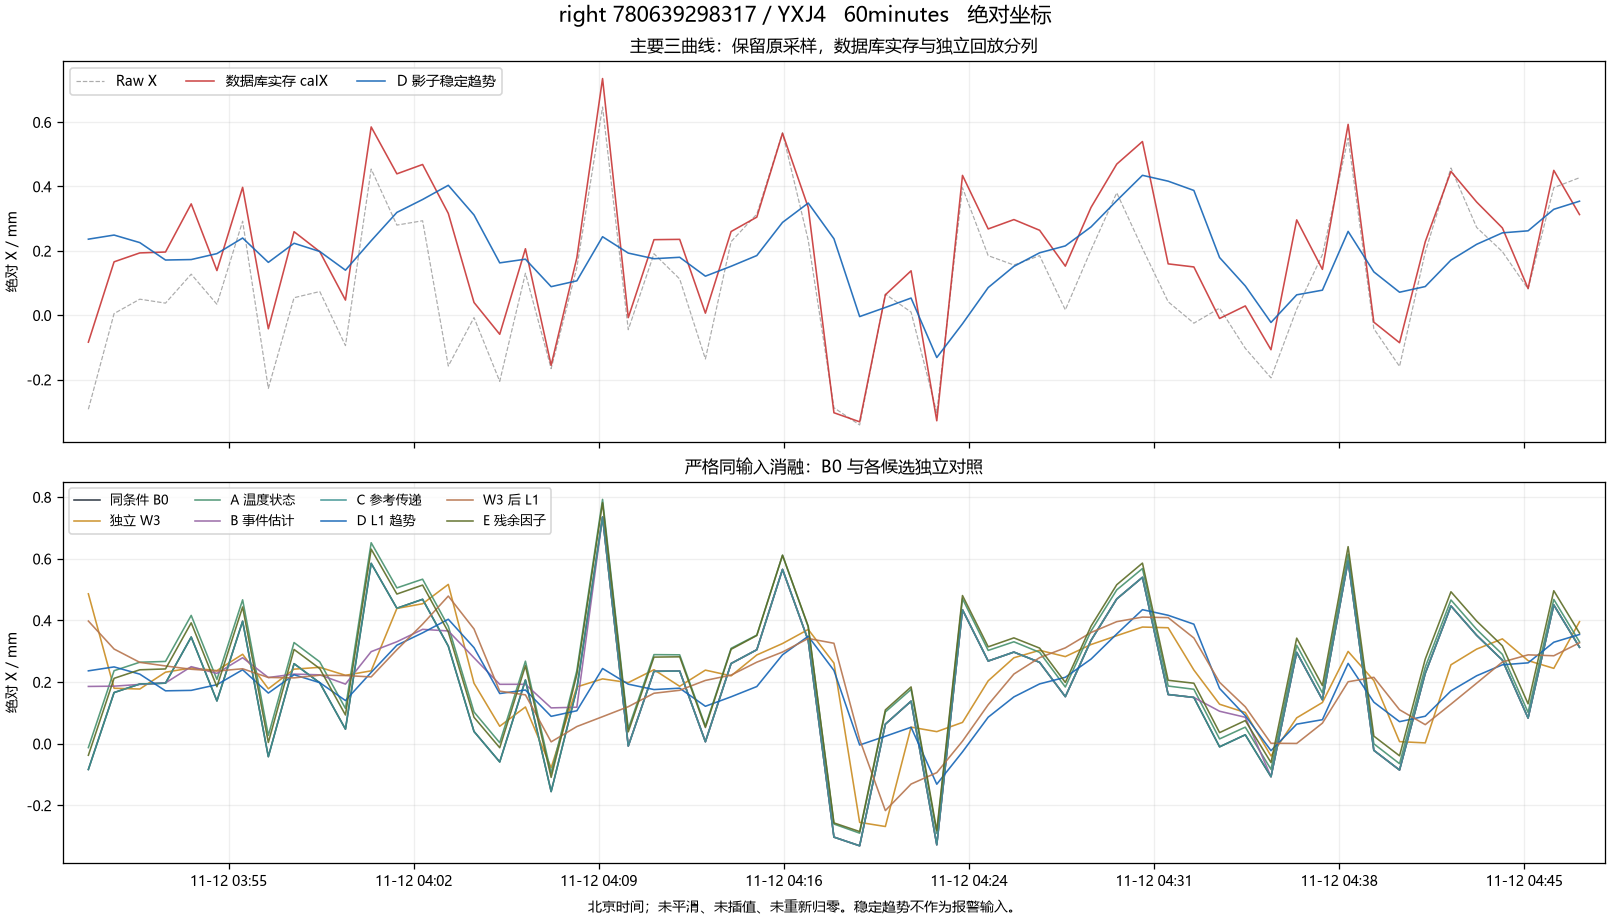 right 780639298317 / YXJ4   60minutes   绝对坐标
主要三曲线：保留原采样，数据库实存与独立回放分列
Raw X
数据库实存 calX
D 影子稳定趋势
绝对 X / mm
0.6
0.4
0.2
0.0
-0.2
严格同输入消融：B0 与各候选独立对照
同条件 B0
A 温度状态
C 参考传递
W3 后 L1
独立 W3
B 事件估计
D L1 趋势
E 残余因子
绝对 X / mm
0.8
0.6
0.4
0.2
0.0
-0.2
11-12 03:55
11-12 04:02
11-12 04:09
11-12 04:16
11-12 04:24
11-12 04:31
11-12 04:38
11-12 04:45
北京时间；未平滑、未插值、未重新归零。稳定趋势不作为报警输入。